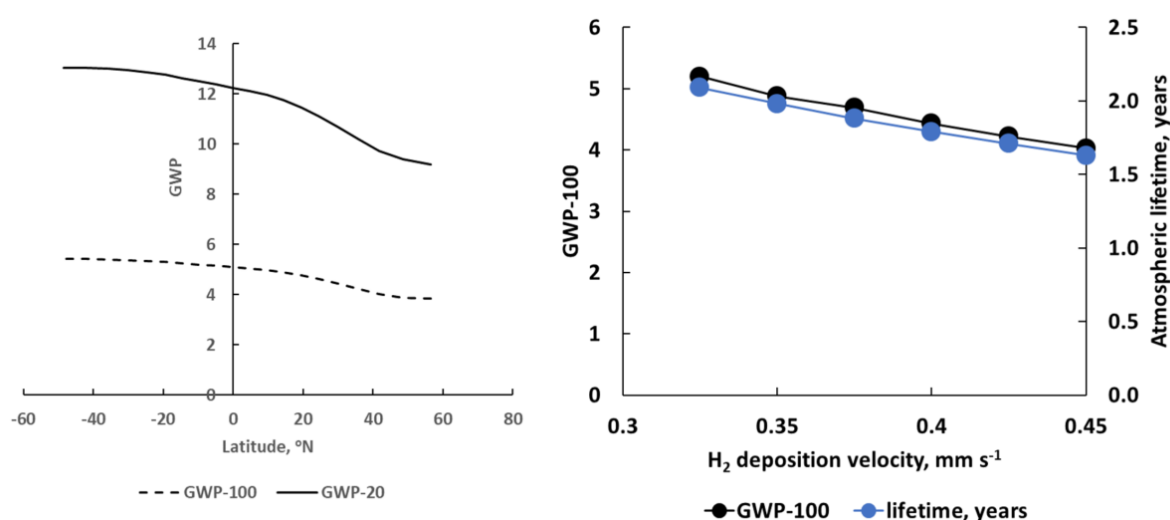 14
12
10
8
6
4
2
0
GWP
-60 -40 -20 0 20 40 60 80
Latitude, °N
GWP-100 GWP-20
6
5
4
3
2
1
0
GWP-100
2.5
2.0
1.5
1.0
0.5
0.0
Atmospheric lifetime, years
0.3 0.35 0.4 0.45
H₂ deposition velocity, mm s⁻¹
GWP-100 lifetime, years